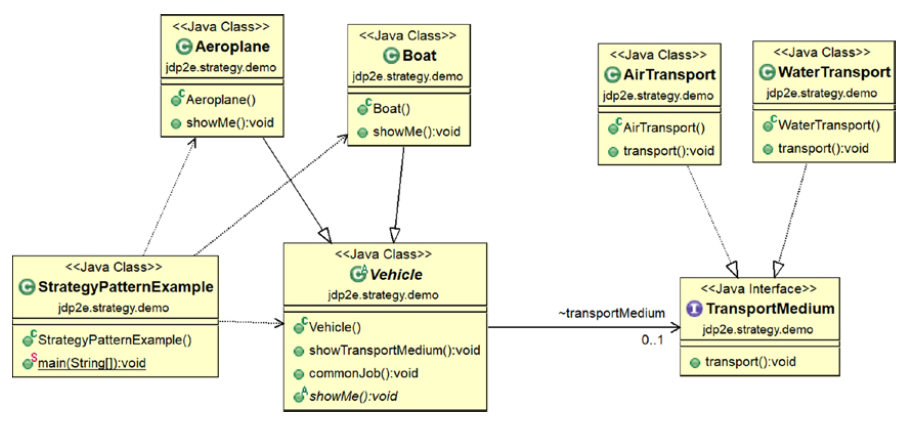 <<Java Class>>
Aeroplane
jdp2e.strategy.demo
Aeroplane()
showMe():void
<<Java Class>>
Boat
jdp2e.strategy.demo
Boat()
showMe():void
<<Java Class>>
AirTransport
jdp2e.strategy.demo
AirTransport()
transport():void
<<Java Class>>
WaterTransport
jdp2e.strategy.demo
WaterTransport()
transport():void
<<Java Class>>
StrategyPatternExample
jdp2e.strategy.demo
StrategyPatternExample()
main(String[]):void
<<Java Class>>
Vehicle
jdp2e.strategy.demo
Vehicle()
showTransportMedium():void
commonJob():void
showMe():void
~transportMedium
0..1
<<Java Interface>>
TransportMedium
jdp2e.strategy.demo
transport():void